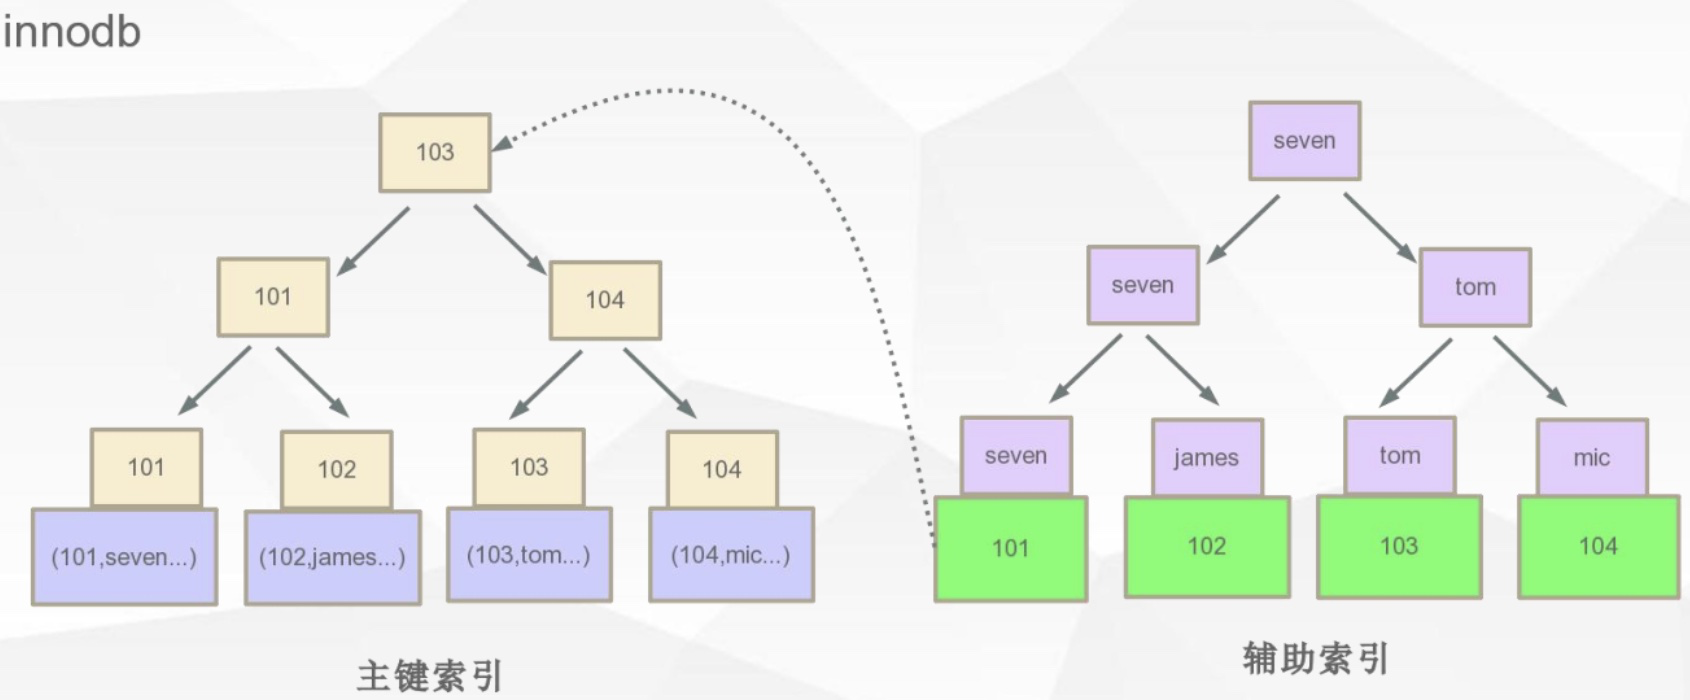 innodb
103
101
104
101
102
103
104
(101,seven...)
(102,james...)
(103,tom...)
(104,mic...)
主键索引
seven
seven
tom
seven
james
tom
mic
101
102
103
104
辅助索引